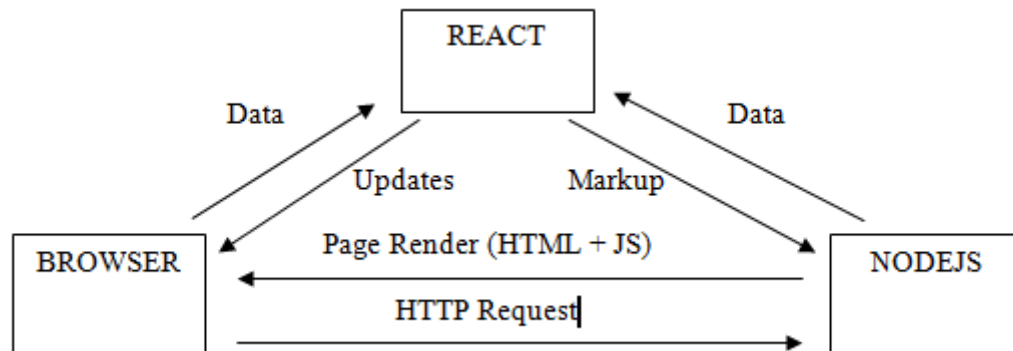 REACT
Data
Data
Updates
Markup
BROWSER
Page Render (HTML + JS)
NODEJS
HTTP Request